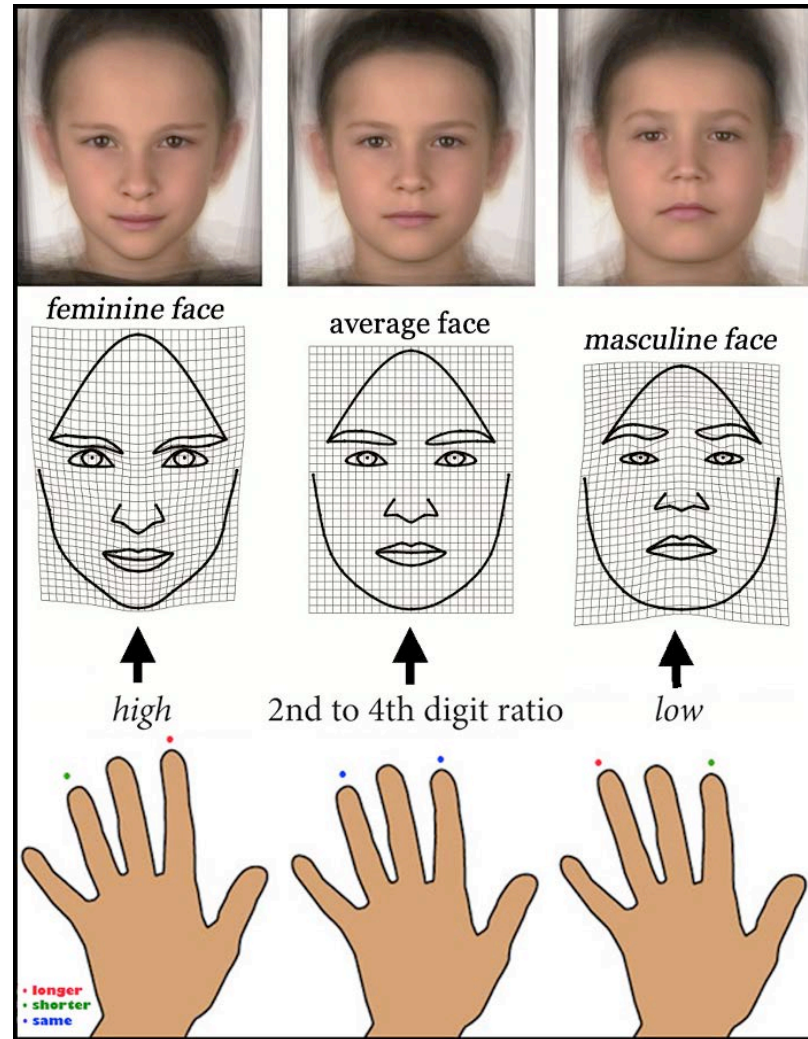 feminine face
average face
masculine face
high
2nd to 4th digit ratio
low
• longer
• shorter
• same